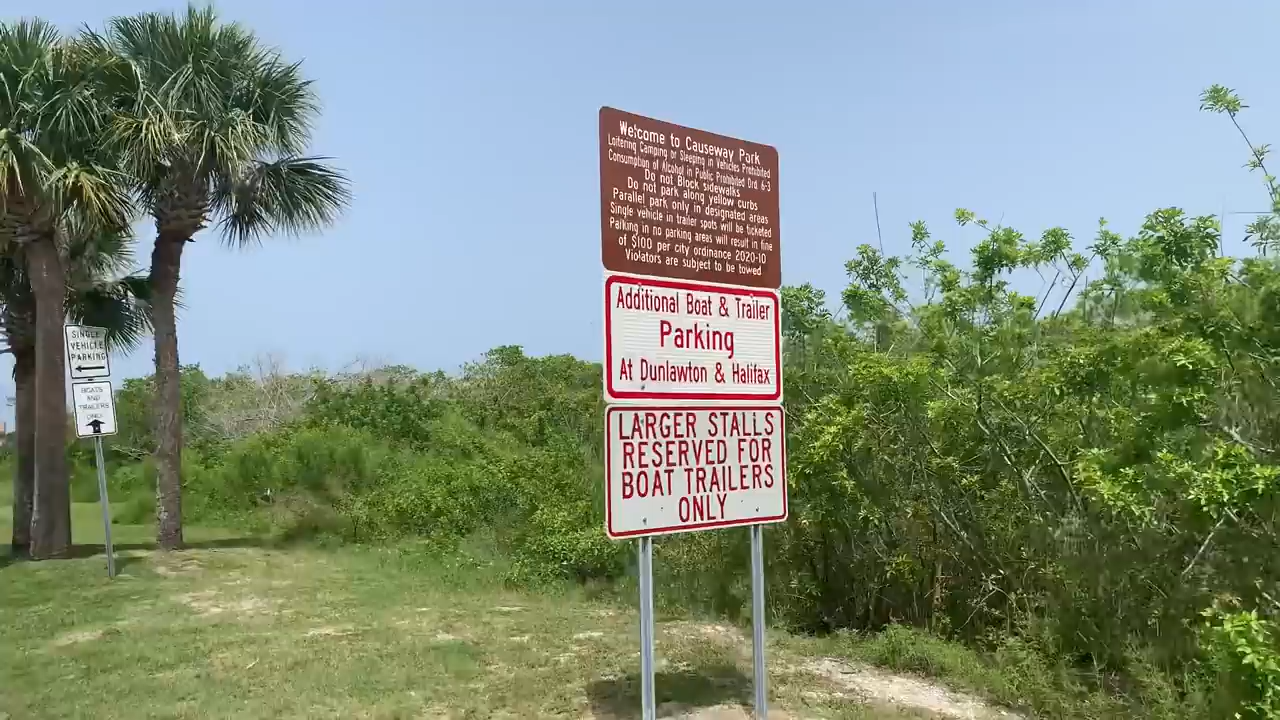 Welcome to Causeway Park
Loitering Camping or Sleeping in Vehicles Prohibited
Consumption of Alcohol in Public Prohibited Ord 6-3
Do not Block sidewalks
Do not park along yellow curbs
Parallel park only in designated areas
Single vehicle in trailer spots will be ticketed
Parking in no parking areas will result in fine
of $100 per city ordinance 2020-10
Violators are subject to be towed
Additional Boat & Trailer
Parking
At Dunlawton & Halifax
LARGER STALLS
RESERVED FOR
BOAT TRAILERS
ONLY
SINGLE
VEHICLE
PARKING
BOATS
AND
TRAILERS
ONLY